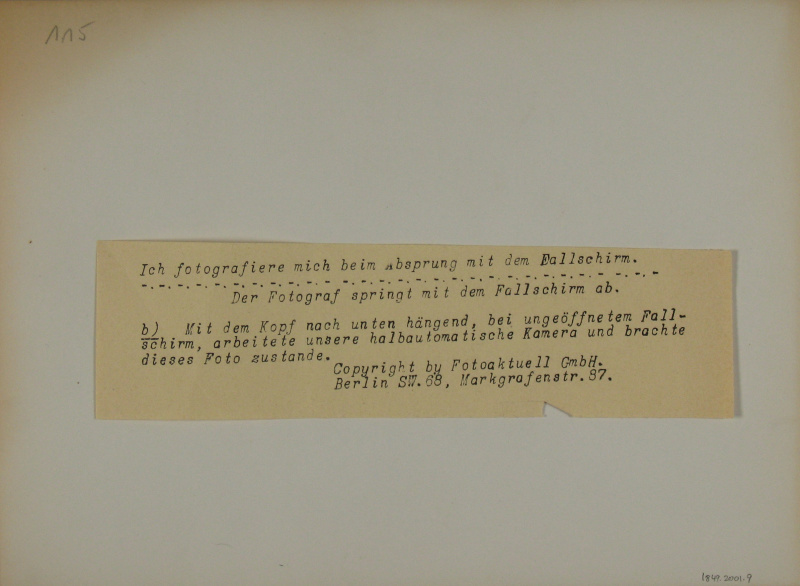 115
Ich fotografiere mich beim Absprung mit dem Fallschirm.
-.-.-.-.-.-.-.-.-.-.-.-.-.-.-.-.-.-.-.-.-.-.-.-.-
Der Fotograf springt mit dem Fallschirm ab.
b) Mit dem Kopf nach unten hängend, bei ungeöffnetem Fall-
schirm, arbeitete unsere halbautomatische Kamera und brachte
dieses Foto zustande.
Copyright by Fotoaktuell GmbH.
Berlin SW.68, Markgrafenstr.87.
1849.2001.9